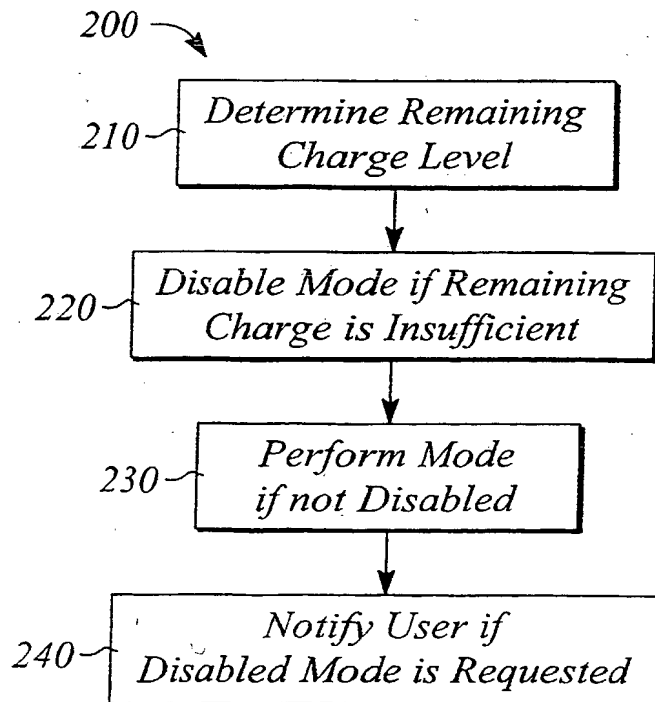 200
210
Determine Remaining
Charge Level
220
Disable Mode if Remaining
Charge is Insufficient
230
Perform Mode
if not Disabled
240
Notify User if
Disabled Mode is Requested